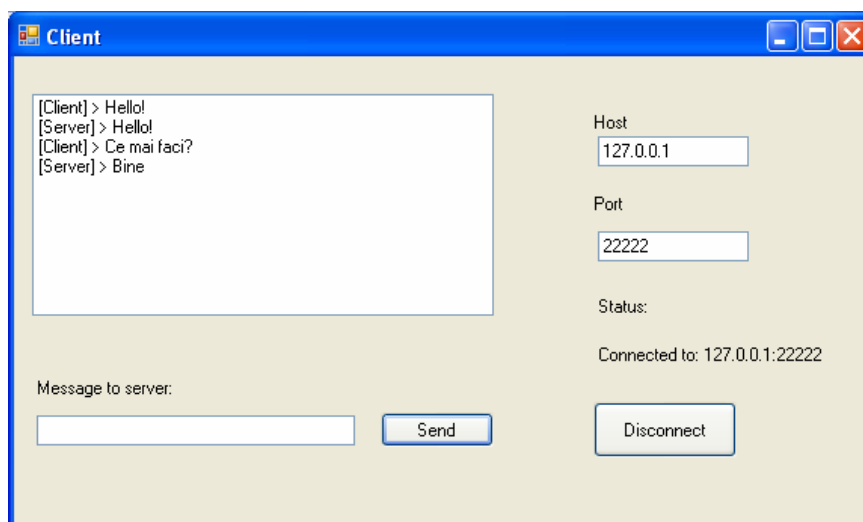 Client
[Client] > Hello!
[Server] > Hello!
[Client] > Ce mai faci?
[Server] > Bine
Host
127.0.0.1
Port
22222
Status:
Connected to: 127.0.0.1:22222
Message to server:
Send
Disconnect